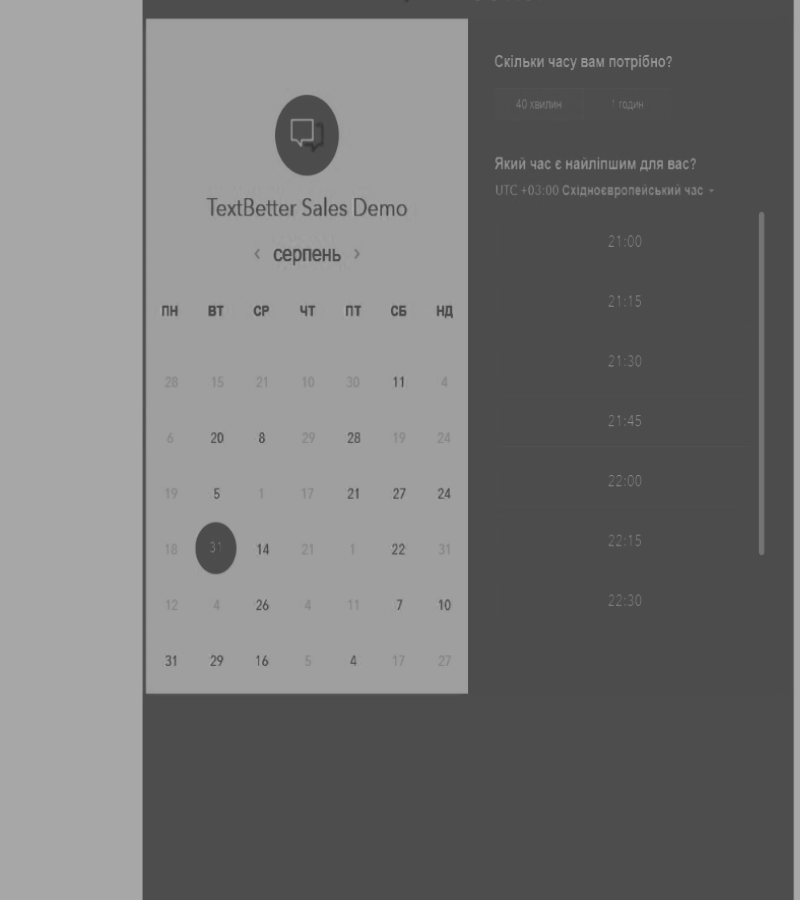 TextBetter Sales Demo
‹ серпень ›
ПН ВТ СР ЧТ ПТ СБ НД
28 15 21 10 30 11 4
6 20 8 29 28 19 24
19 5 1 17 21 27 24
18 31 14 21 1 22 31
12 4 26 4 11 7 10
31 29 16 5 4 17 27
Скільки часу вам потрібно?
40 хвилин 1 годин
Який час є найліпшим для вас?
UTC +03:00 Східноєвропейський час
21:00
21:15
21:30
21:45
22:00
22:15
22:30